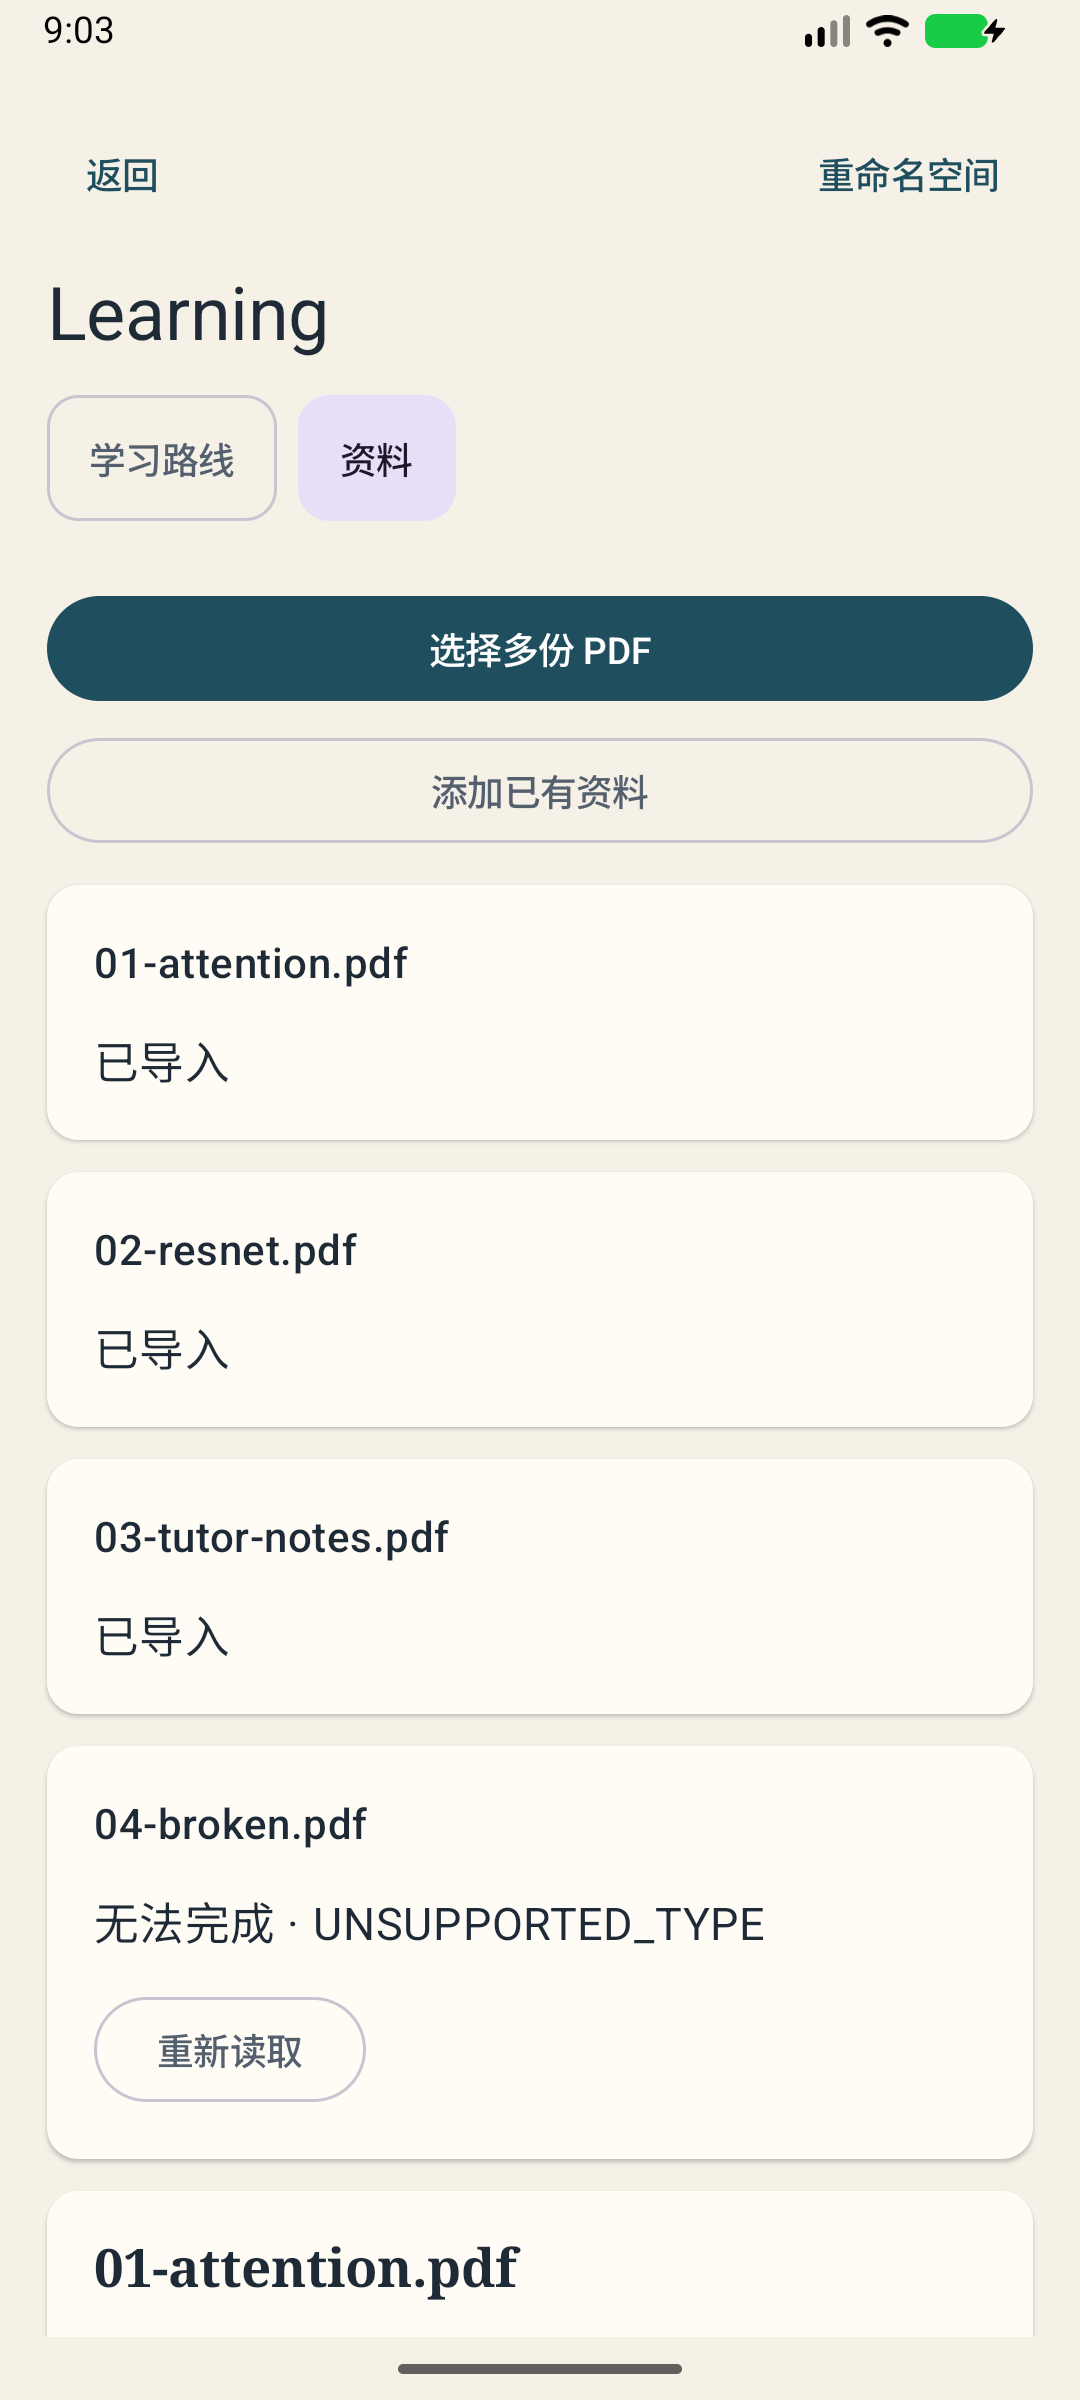 9:03
返回
重命名空间
Learning
学习路线
资料
选择多份 PDF
添加已有资料
01-attention.pdf
已导入
02-resnet.pdf
已导入
03-tutor-notes.pdf
已导入
04-broken.pdf
无法完成 · UNSUPPORTED_TYPE
重新读取
01-attention.pdf